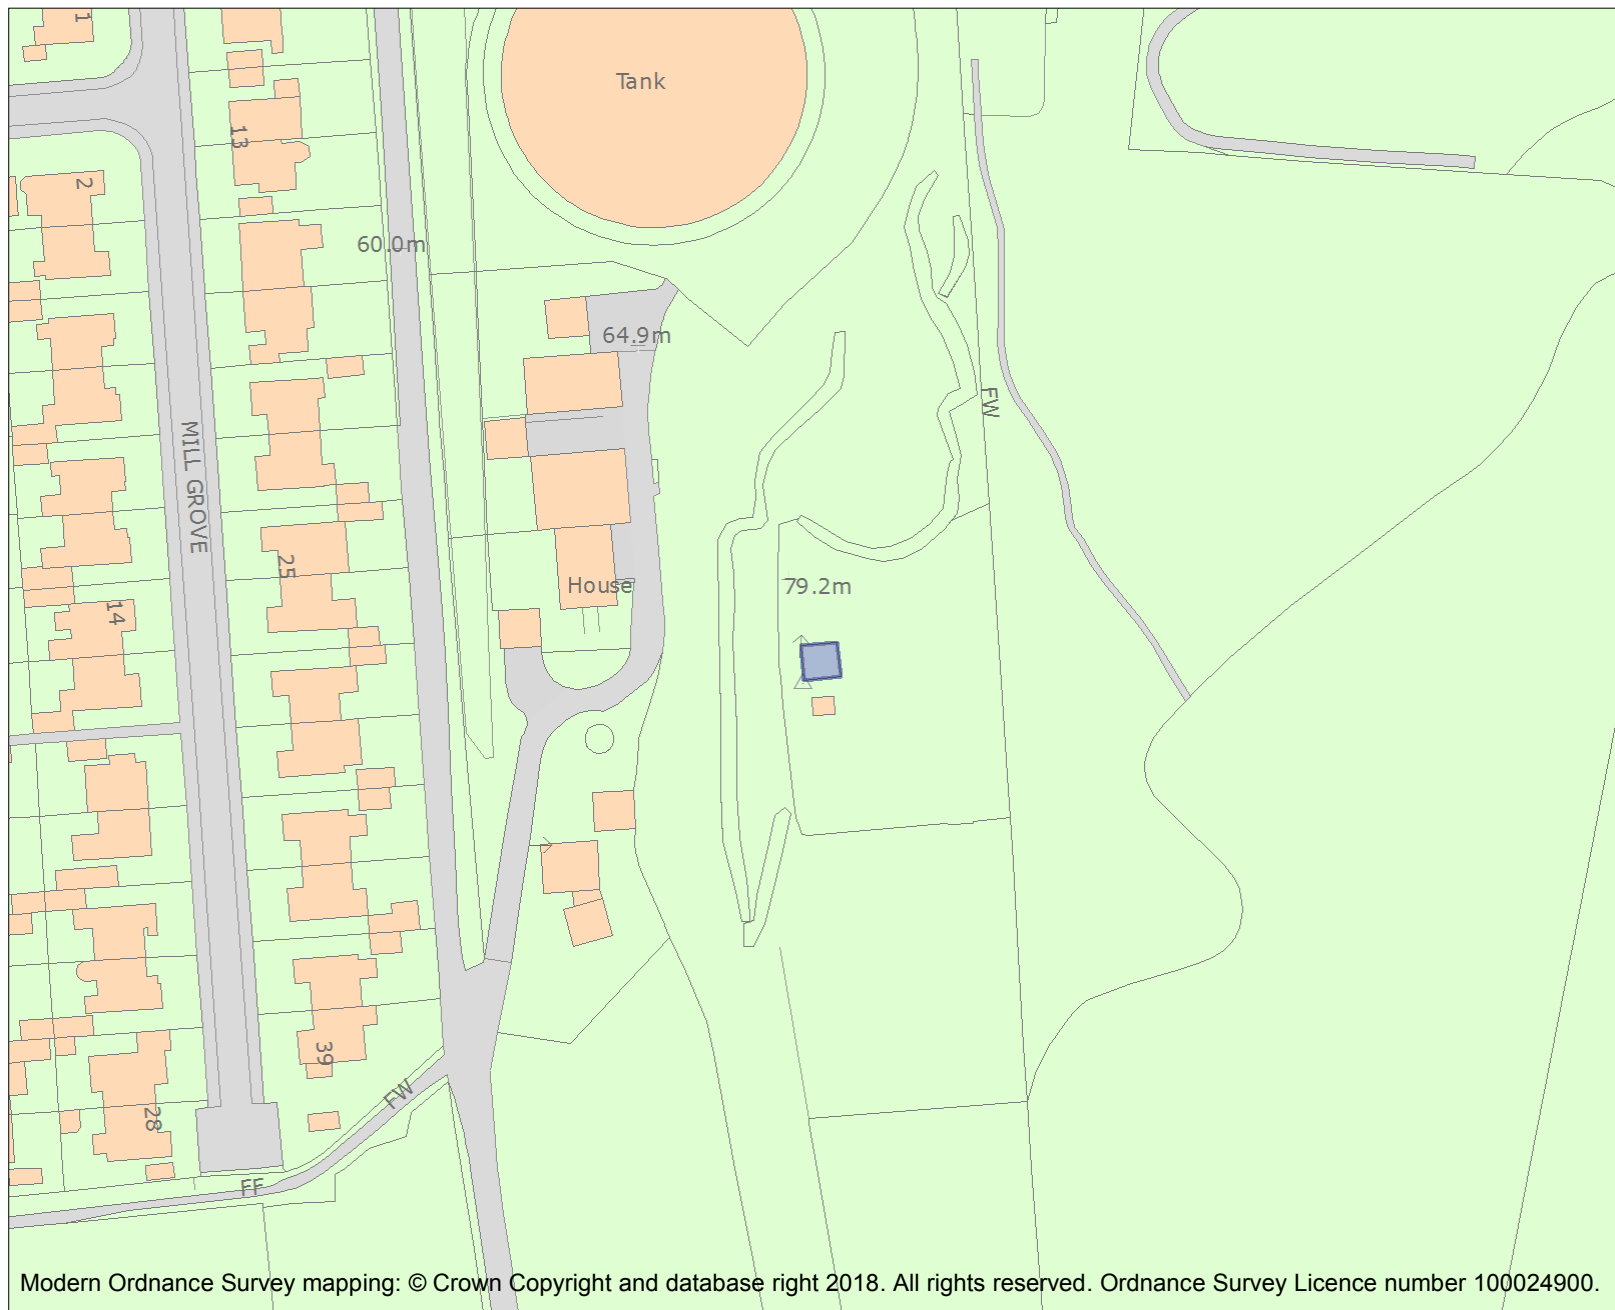 1
Tank
13
2
60.0m
64.9m
FW
MILL GROVE
25
House
79.2m
14
39
FW
28
FF
Modern Ordnance Survey mapping: © Crown Copyright and database right 2018. All rights reserved. Ordnance Survey Licence number 100024900.